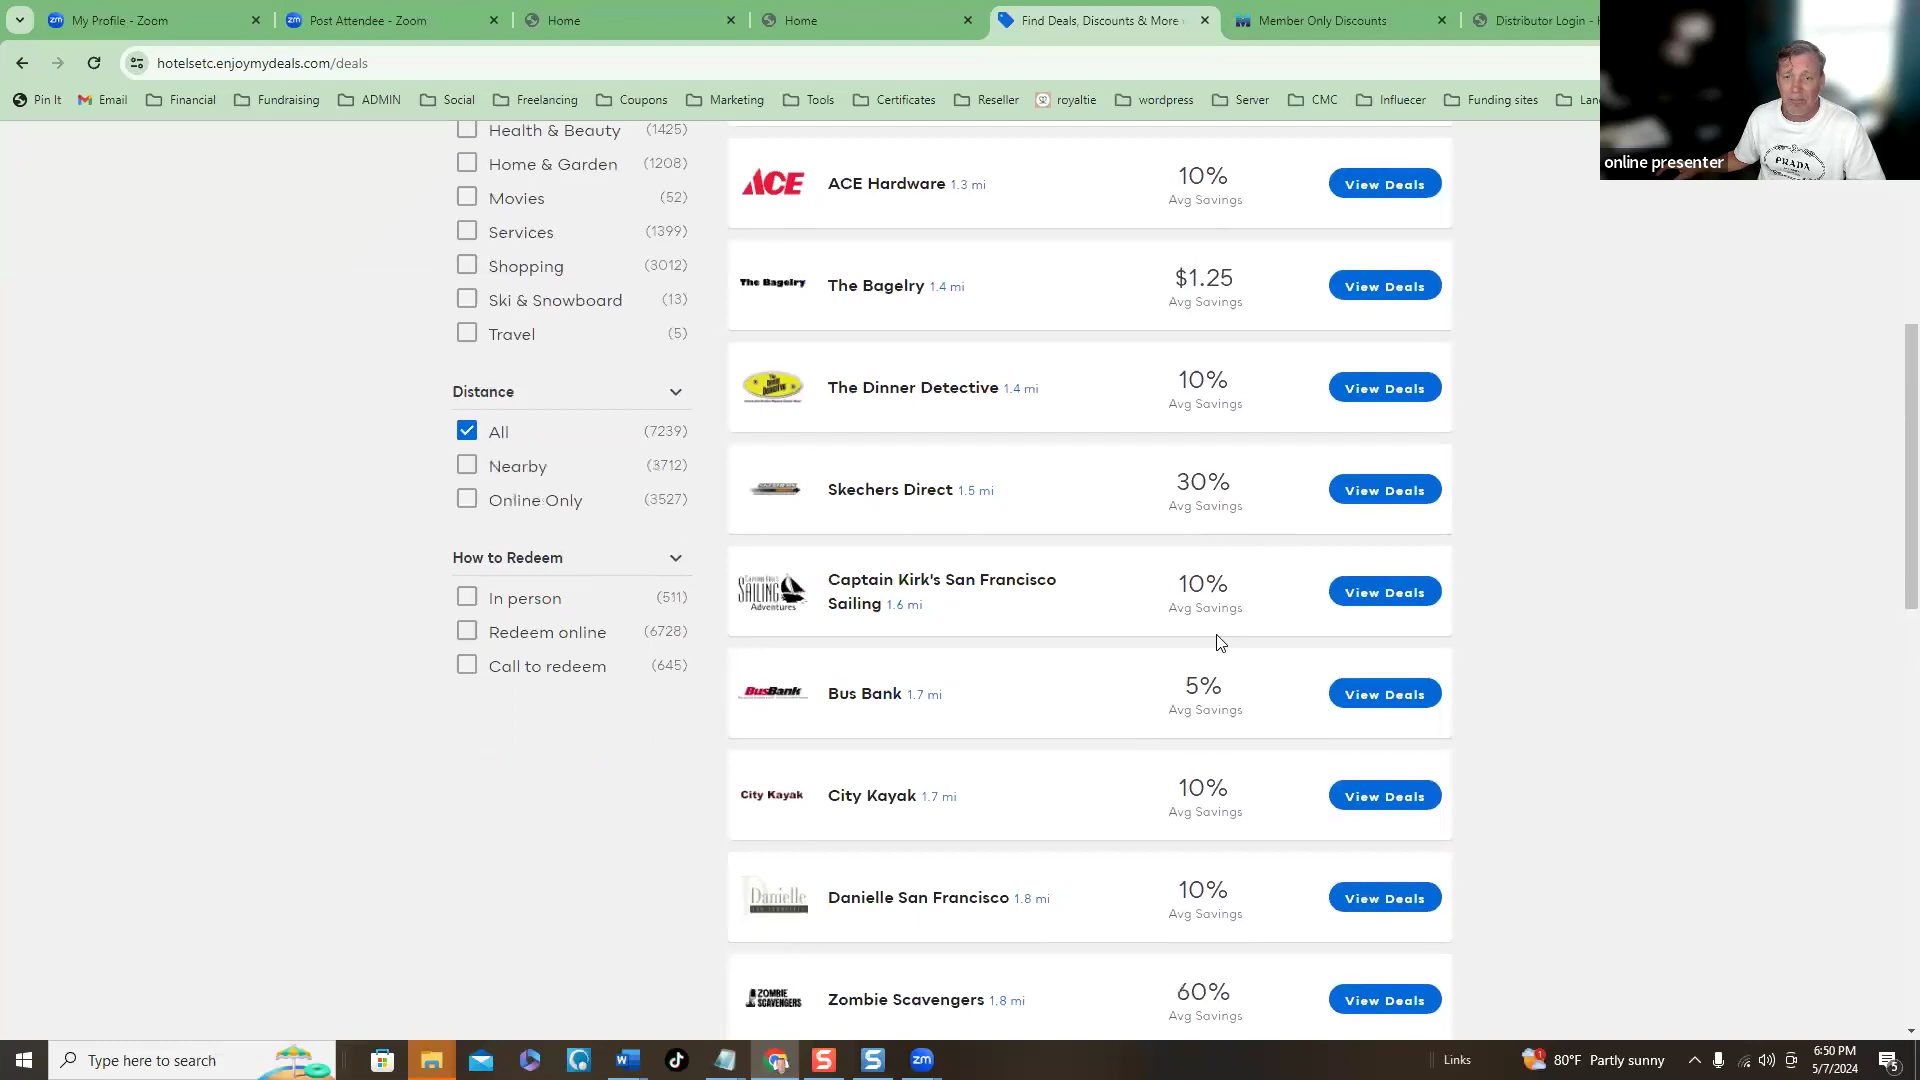 My Profile - Zoom
Post Attendee - Zoom
Home
Home
Find Deals, Discounts & More
Member Only Discounts
Distributor Login -
hotelsetc.enjoymydeals.com/deals
Pin It
Email
Financial
Fundraising
ADMIN
Social
Freelancing
Coupons
Marketing
Tools
Certificates
Reseller
royaltie
wordpress
Server
CMC
Influecer
Funding sites
online presenter
PRADA
Health & Beauty (1425)
Home & Garden (1208)
Movies (52)
Services (1399)
Shopping (3012)
Ski & Snowboard (13)
Travel (5)
Distance
All (7239)
Nearby (3712)
Online Only (3527)
How to Redeem
In person (511)
Redeem online (6728)
Call to redeem (645)
ACE
ACE Hardware 1.3 mi
10%
Avg Savings
View Deals
The Bagelry
The Bagelry 1.4 mi
$1.25
Avg Savings
View Deals
The Dinner Detective 1.4 mi
10%
Avg Savings
View Deals
Skechers Direct 1.5 mi
30%
Avg Savings
View Deals
SAILING
Adventures
Captain Kirk's San Francisco
Sailing 1.6 mi
10%
Avg Savings
View Deals
BusBank
Bus Bank 1.7 mi
5%
Avg Savings
View Deals
City Kayak
City Kayak 1.7 mi
10%
Avg Savings
View Deals
Danielle
Danielle San Francisco 1.8 mi
10%
Avg Savings
View Deals
ZOMBIE
SCAVENGERS
Zombie Scavengers 1.8 mi
60%
Avg Savings
View Deals
Type here to search
Links
80°F Partly sunny
6:50 PM
5/7/2024
5